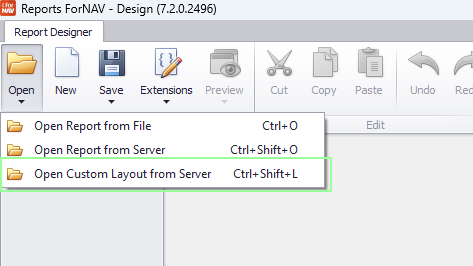 Reports ForNAV - Design (7.2.0.2496)
Report Designer
Open New Save Extensions Preview Cut Copy Paste Undo
Edit
Open Report from File Ctrl+O
Open Report from Server Ctrl+Shift+O
Open Custom Layout from Server Ctrl+Shift+L